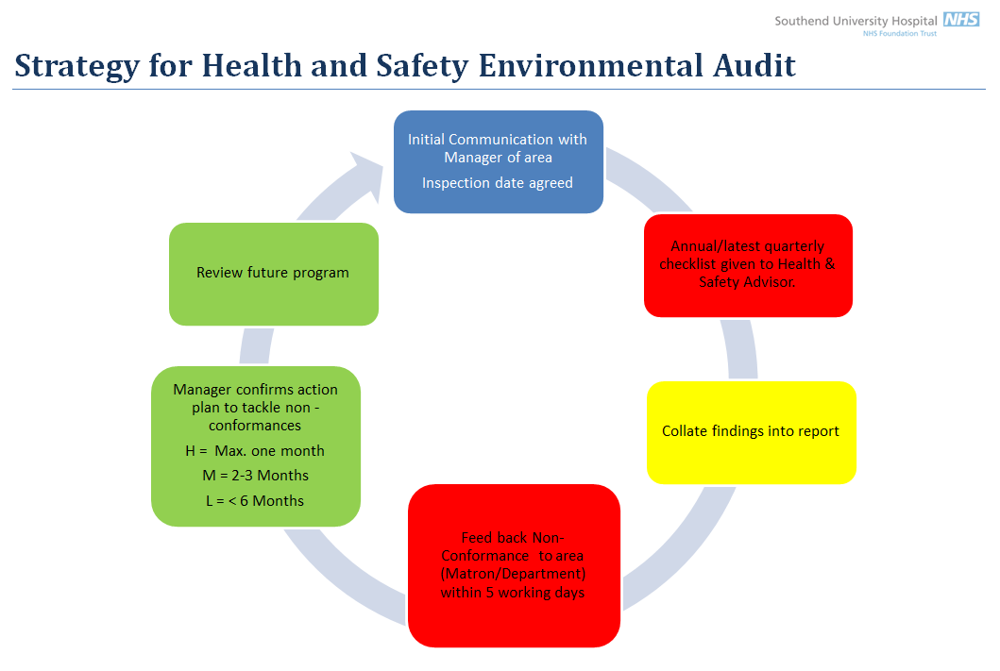 Southend University Hospital NHS
NHS Foundation Trust
Strategy for Health and Safety Environmental Audit
Initial Communication with
Manager of area
Inspection date agreed
Annual/latest quarterly
checklist given to Health &
Safety Advisor.
Collate findings into report
Feed back Non-
Conformance to area
(Matron/Department)
within 5 working days
Manager confirms action
plan to tackle non -
conformances
H = Max. one month
M = 2-3 Months
L = < 6 Months
Review future program